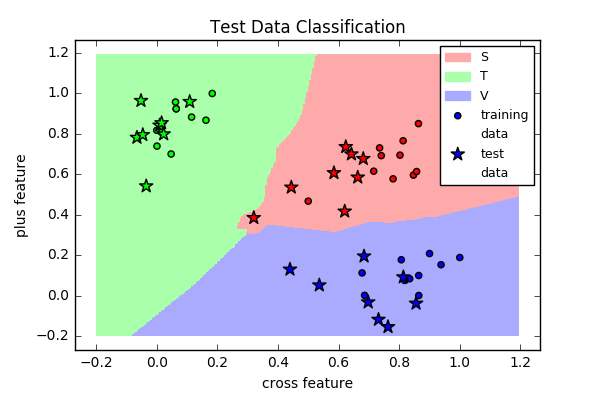 Test Data Classification
1.2
1.0
0.8
0.6
0.4
0.2
0.0
−0.2
plus feature
S
T
V
training
data
test
data
−0.2 0.0 0.2 0.4 0.6 0.8 1.0 1.2
cross feature